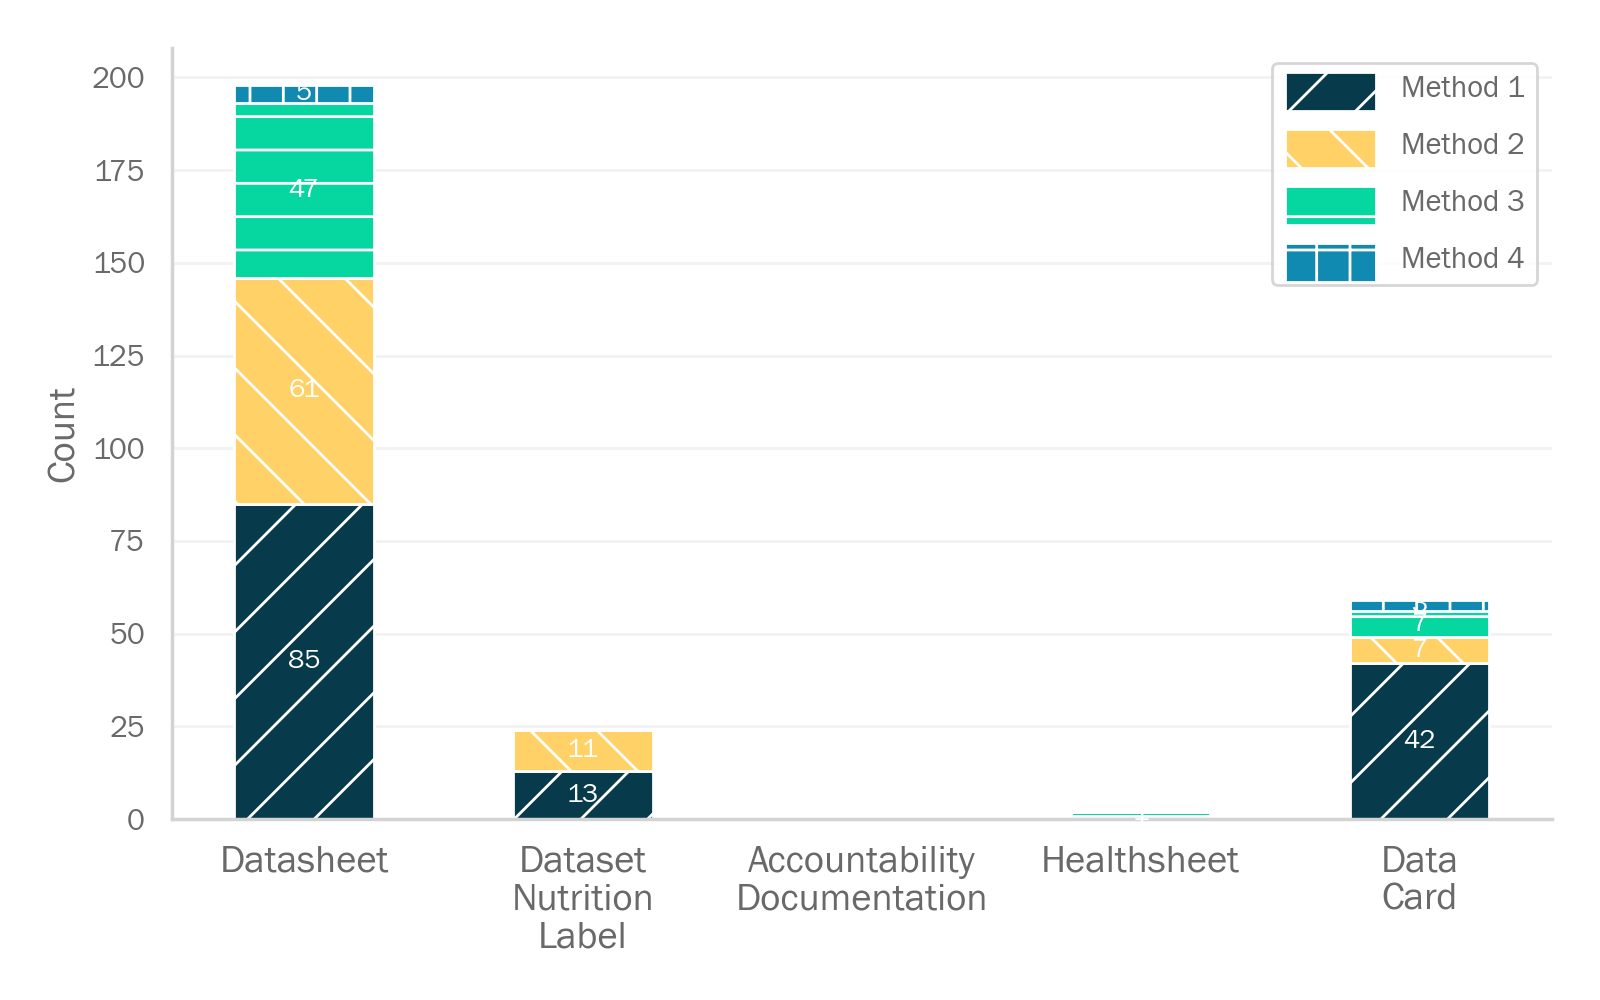 200
175
150
125
100
75
50
25
0
Count
5
47
61
85
11
13
7
7
42
Method 1
Method 2
Method 3
Method 4
Datasheet
Dataset
Nutrition
Label
Accountability
Documentation
Healthsheet
Data
Card